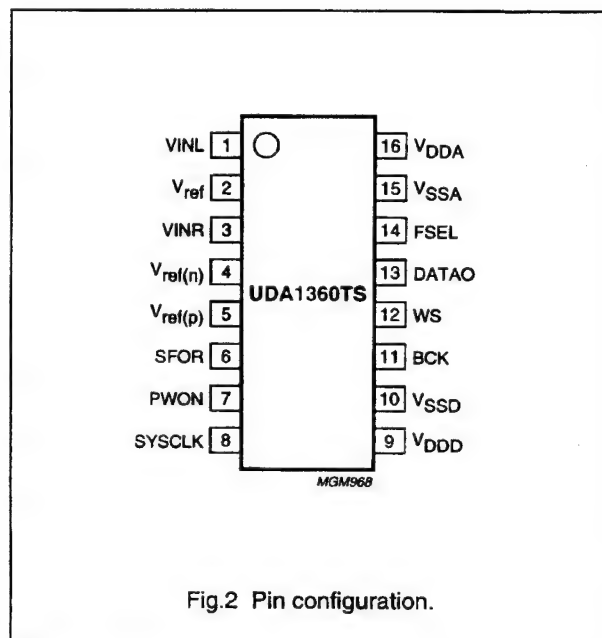 VINL 1 16 VDDA
Vref 2 15 VSSA
VINR 3 14 FSEL
Vref(n) 4 13 DATAO
UDA1360TS
Vref(p) 5 12 WS
SFOR 6 11 BCK
PWON 7 10 VSSD
SYSCLK 8 9 VDDD
MGM968
Fig.2 Pin configuration.